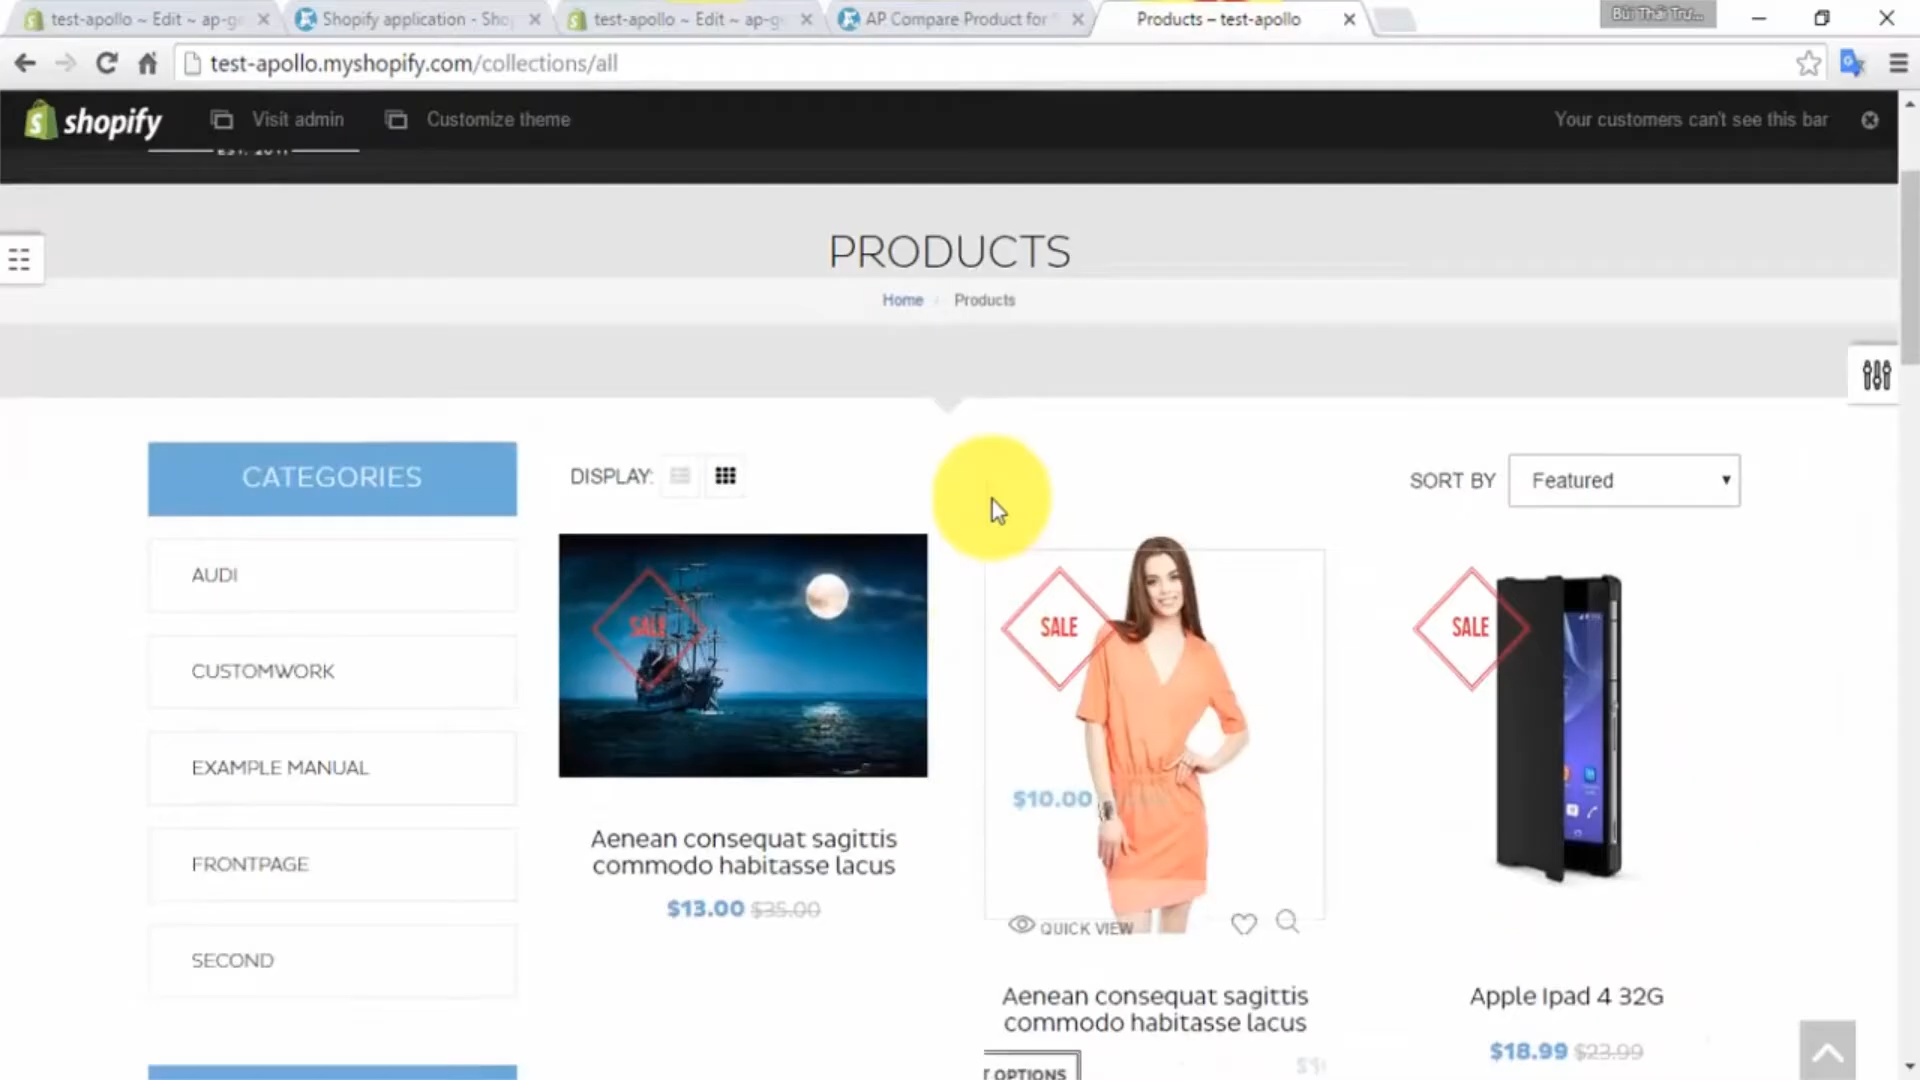 test-apollo ~ Edit ~ ap-ge
Shopify application - Sho
test-apollo ~ Edit ~ ap-ge
AP Compare Product for
Products – test-apollo
test-apollo.myshopify.com/collections/all
shopify
Visit admin
Customize theme
Your customers can't see this bar
PRODUCTS
Home
Products
CATEGORIES
AUDI
CUSTOMWORK
EXAMPLE MANUAL
FRONTPAGE
SECOND
DISPLAY:
SORT BY
Featured
SALE
SALE
SALE
$10.00
QUICK VIEW
Aenean consequat sagittis
commodo habitasse lacus
$13.00 $35.00
Aenean consequat sagittis
commodo habitasse lacus
T OPTIONS
Apple Ipad 4 32G
$18.99 $23.99